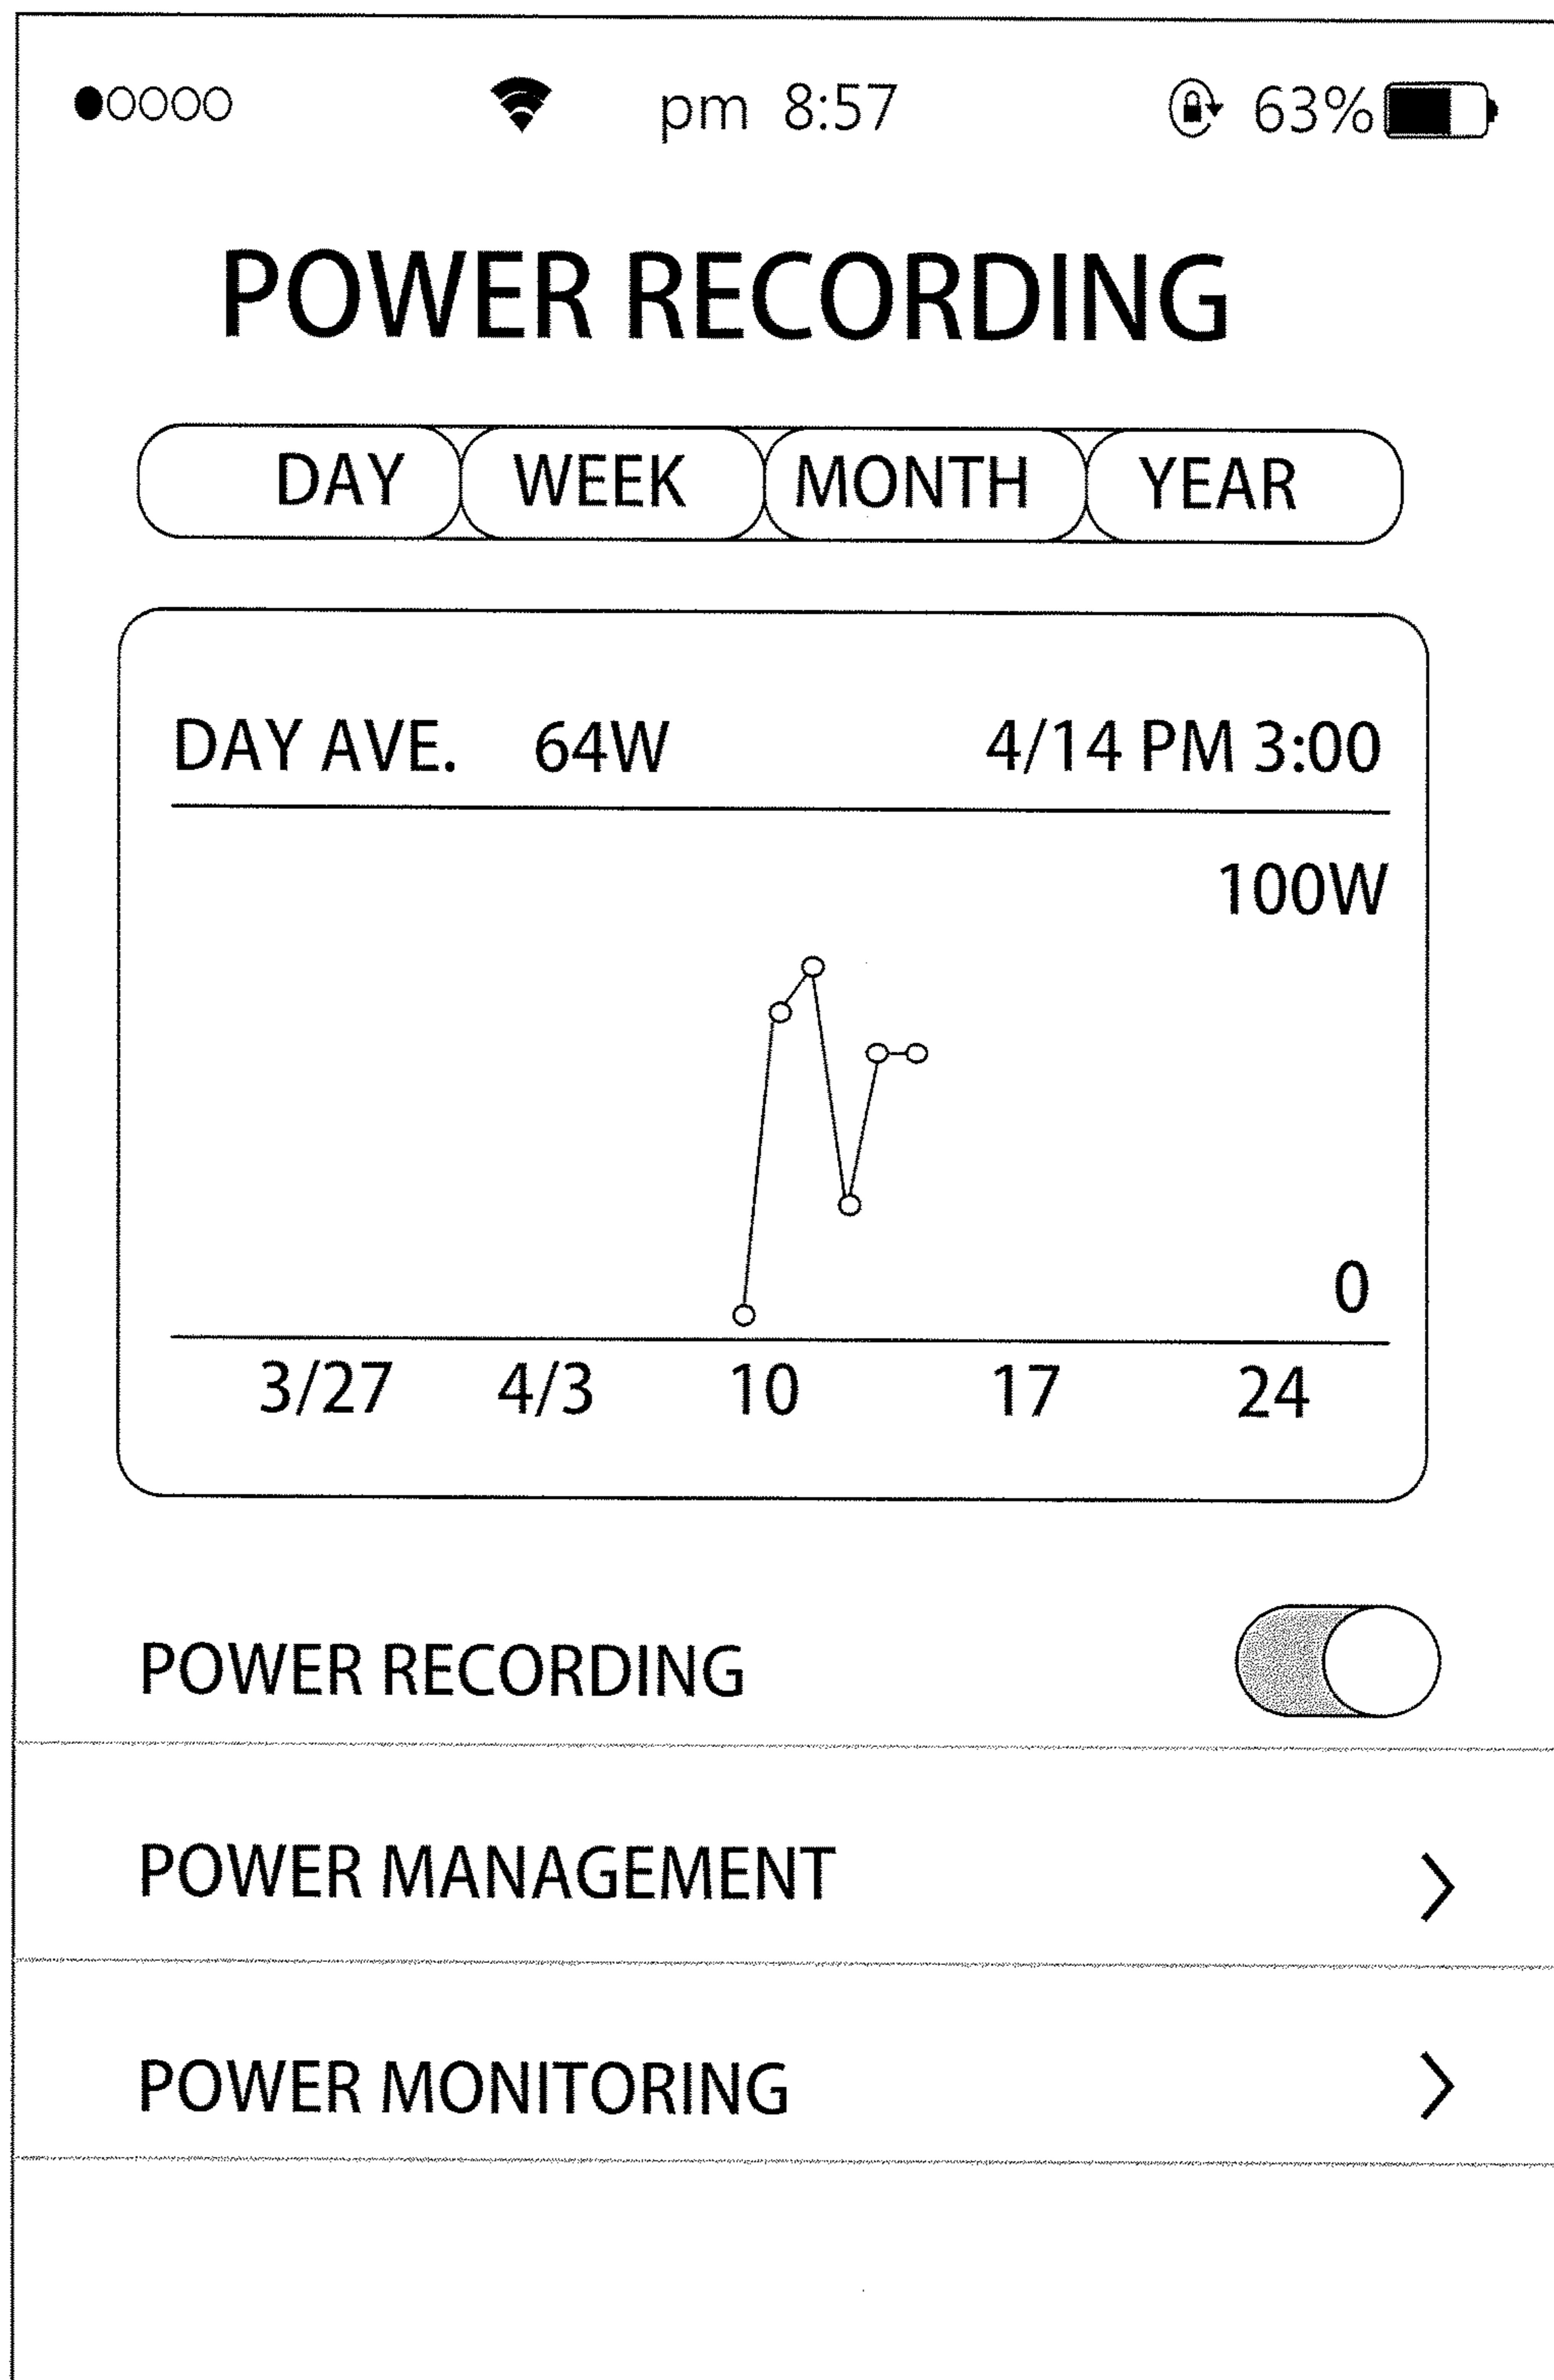 pm 8:57 63%
POWER RECORDING
DAY WEEK MONTH YEAR
DAY AVE. 64W 4/14 PM 3:00
100W
0
3/27 4/3 10 17 24
POWER RECORDING
POWER MANAGEMENT
POWER MONITORING